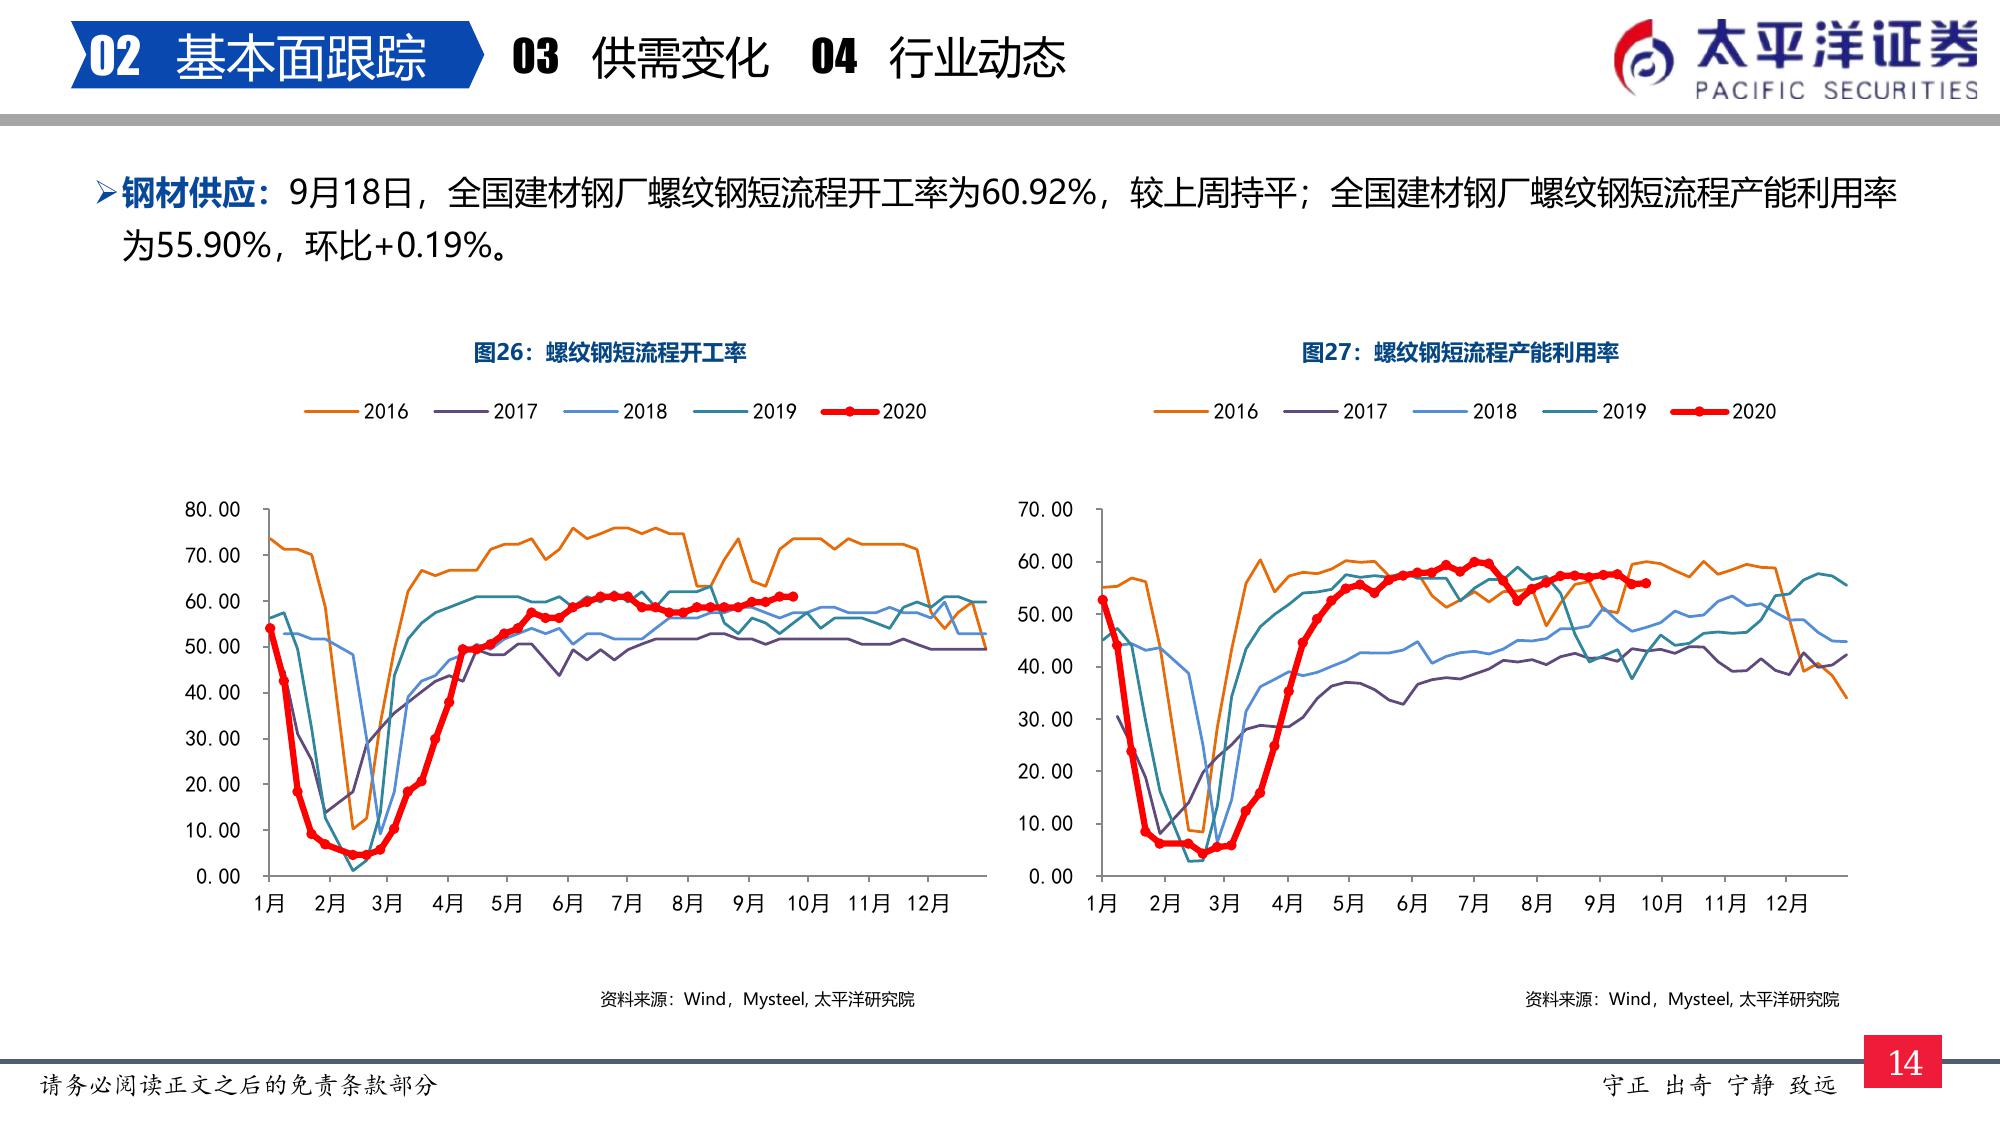 02 基本面跟踪 03 供需变化 04 行业动态
太平洋证券
PACIFIC SECURITIES
➢钢材供应：9月18日，全国建材钢厂螺纹钢短流程开工率为60.92%，较上周持平；全国建材钢厂螺纹钢短流程产能利用率
为55.90%，环比+0.19%。
图26：螺纹钢短流程开工率
2016 2017 2018 2019 2020
80.00
70.00
60.00
50.00
40.00
30.00
20.00
10.00
0.00
1月 2月 3月 4月 5月 6月 7月 8月 9月 10月 11月 12月
资料来源：Wind，Mysteel, 太平洋研究院
图27：螺纹钢短流程产能利用率
2016 2017 2018 2019 2020
70.00
60.00
50.00
40.00
30.00
20.00
10.00
0.00
1月 2月 3月 4月 5月 6月 7月 8月 9月 10月 11月 12月
资料来源：Wind，Mysteel, 太平洋研究院
请务必阅读正文之后的免责条款部分
守正 出奇 宁静 致远
14